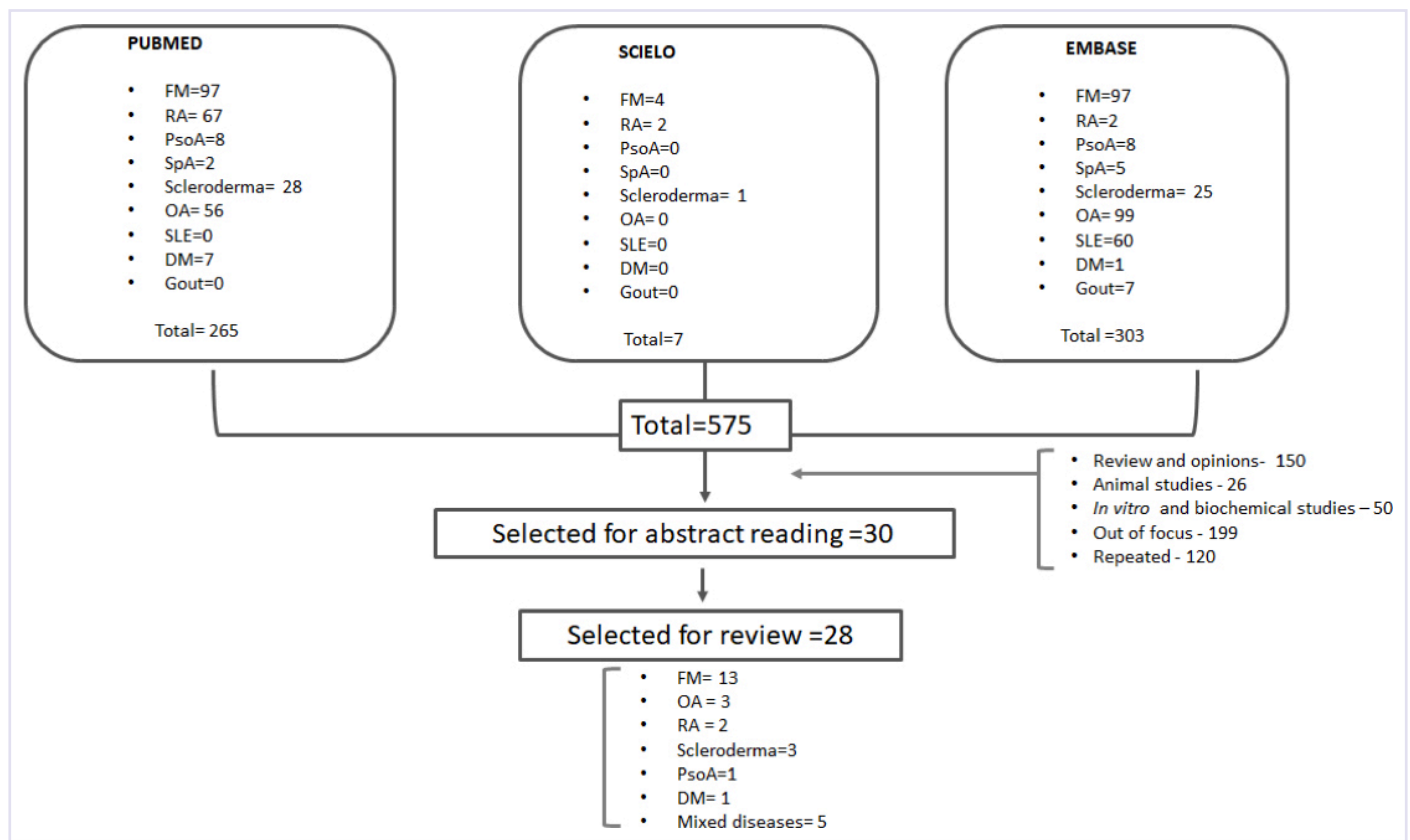 PUBMED
• FM=97
• RA= 67
• PsoA=8
• SpA=2
• Scleroderma= 28
• OA= 56
• SLE=0
• DM=7
• Gout=0
Total= 265
SCIELO
• FM=4
• RA= 2
• PsoA=0
• SpA=0
• Scleroderma= 1
• OA= 0
• SLE=0
• DM=0
• Gout=0
Total=7
EMBASE
• FM=97
• RA=2
• PsoA=8
• SpA=5
• Scleroderma= 25
• OA= 99
• SLE=60
• DM=1
• Gout=7
Total =303
Total=575
• Review and opinions- 150
• Animal studies - 26
• In vitro and biochemical studies – 50
• Out of focus - 199
• Repeated - 120
Selected for abstract reading =30
Selected for review =28
• FM= 13
• OA = 3
• RA = 2
• Scleroderma=3
• PsoA=1
• DM= 1
• Mixed diseases= 5